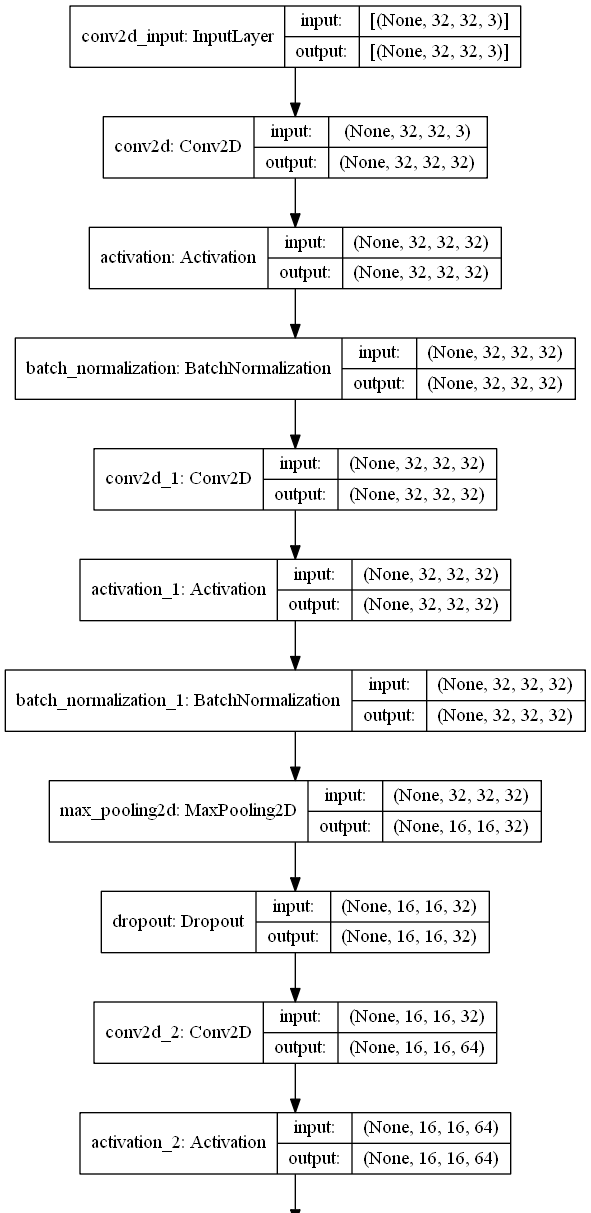 conv2d_input: InputLayer
input: [(None, 32, 32, 3)]
output: [(None, 32, 32, 3)]
conv2d: Conv2D
input: (None, 32, 32, 3)
output: (None, 32, 32, 32)
activation: Activation
input: (None, 32, 32, 32)
output: (None, 32, 32, 32)
batch_normalization: BatchNormalization
input: (None, 32, 32, 32)
output: (None, 32, 32, 32)
conv2d_1: Conv2D
input: (None, 32, 32, 32)
output: (None, 32, 32, 32)
activation_1: Activation
input: (None, 32, 32, 32)
output: (None, 32, 32, 32)
batch_normalization_1: BatchNormalization
input: (None, 32, 32, 32)
output: (None, 32, 32, 32)
max_pooling2d: MaxPooling2D
input: (None, 32, 32, 32)
output: (None, 16, 16, 32)
dropout: Dropout
input: (None, 16, 16, 32)
output: (None, 16, 16, 32)
conv2d_2: Conv2D
input: (None, 16, 16, 32)
output: (None, 16, 16, 64)
activation_2: Activation
input: (None, 16, 16, 64)
output: (None, 16, 16, 64)